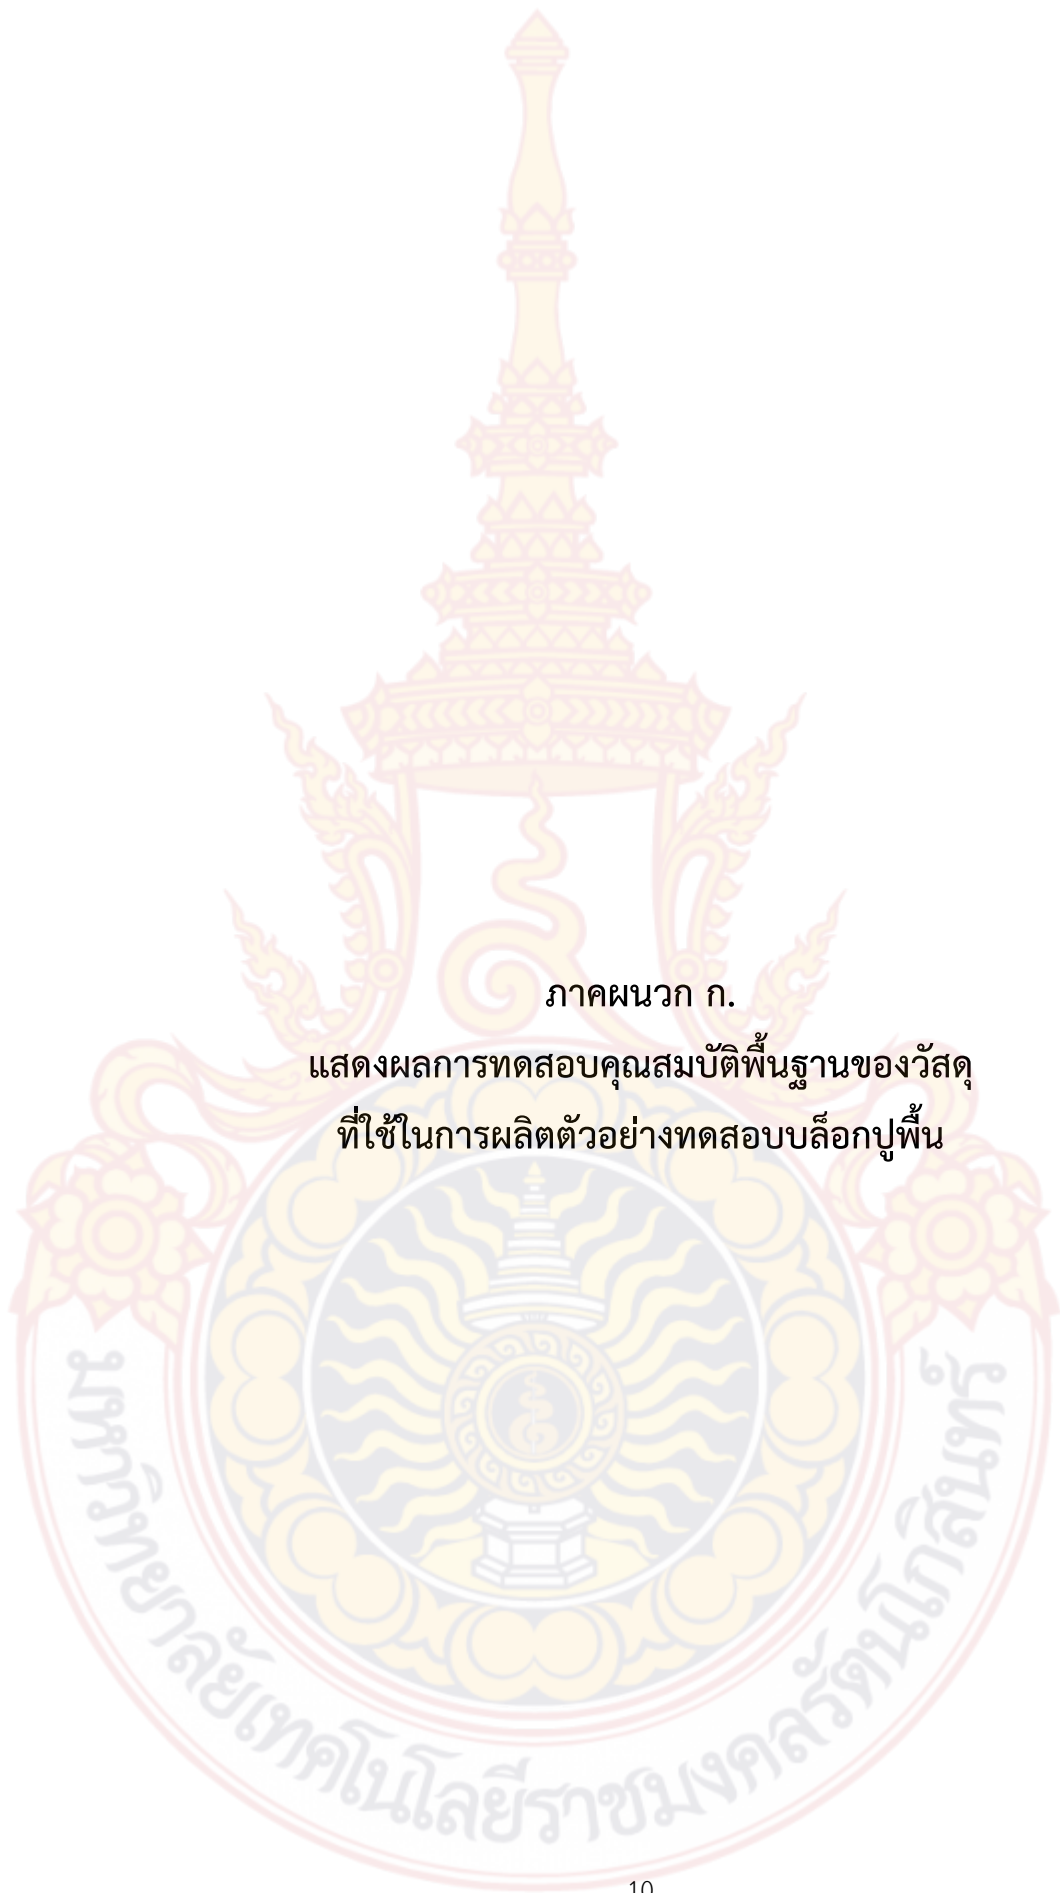 ภาคผนวก ก.
แสดงผลการทดสอบคุณสมบัติพื้นฐานของวัสดุ
ที่ใช้ในการผลิตตัวอย่างทดสอบบล็อกปูพื้น
มหาวิทยาลัยเทคโนโลยีราชมงคลรัตนโกสินทร์
10